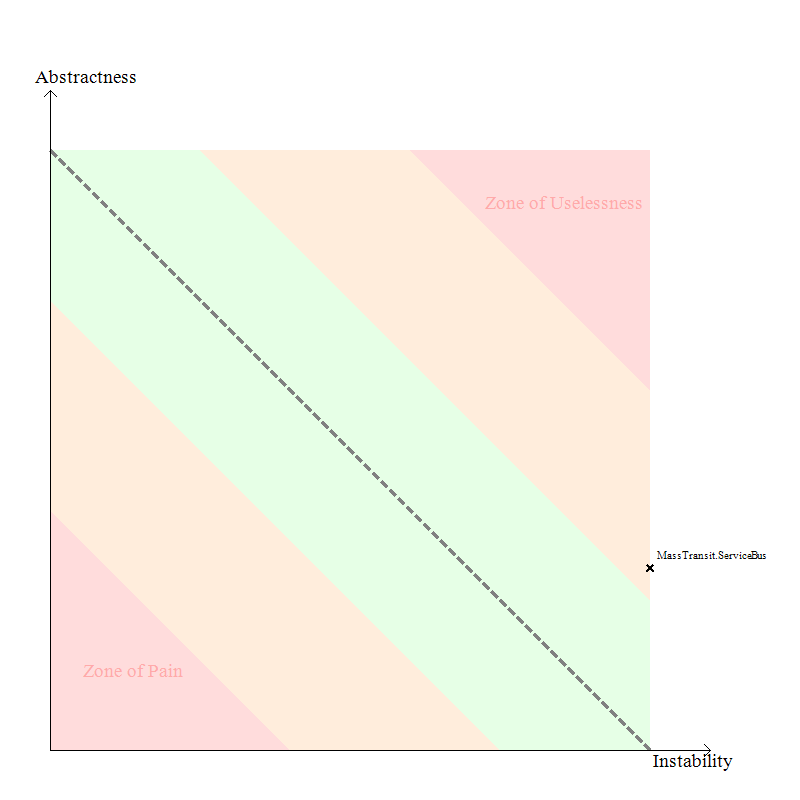 Abstractness
Zone of Uselessness
MassTransit.ServiceBus
Zone of Pain
Instability